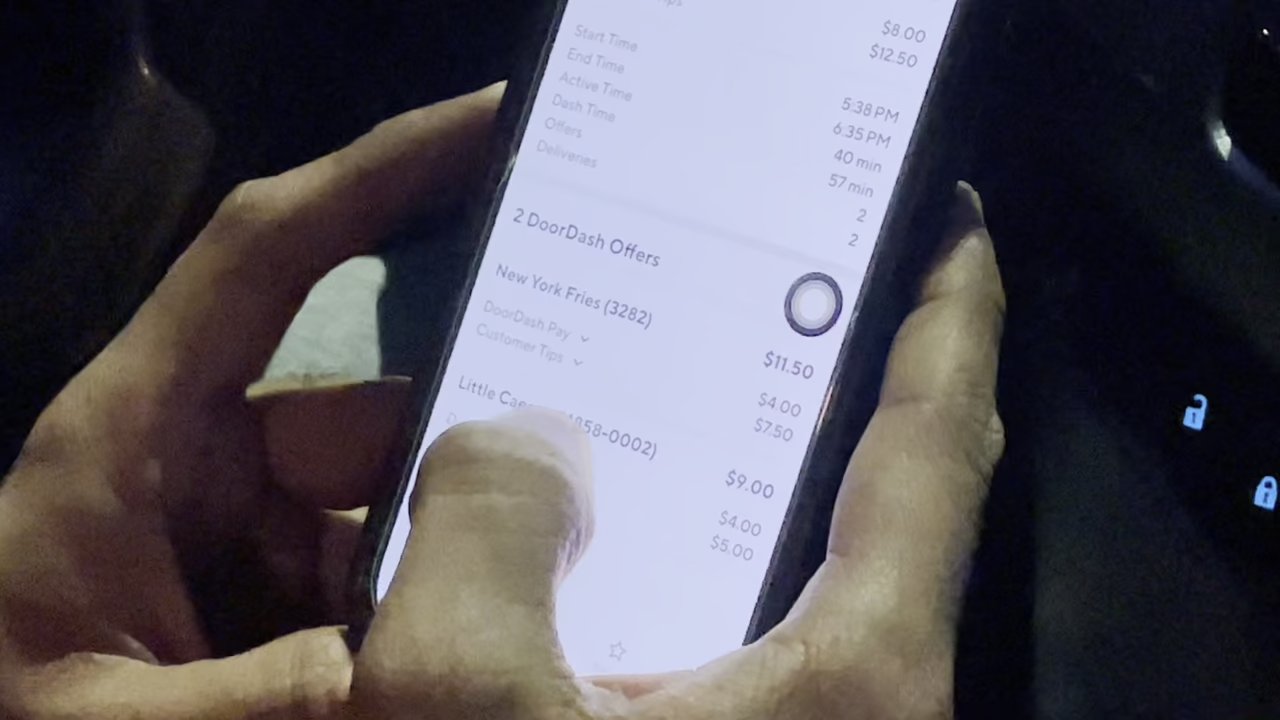 $8.00
$12.50
Start Time 5:38 PM
End Time 6:35 PM
Active Time 40 min
Dash Time 57 min
Offers 2
Deliveries 2
2 DoorDash Offers
New York Fries (3282) $11.50
DoorDash Pay $4.00
Customer Tips $7.50
Little 858-0002) $9.00
$4.00
$5.00